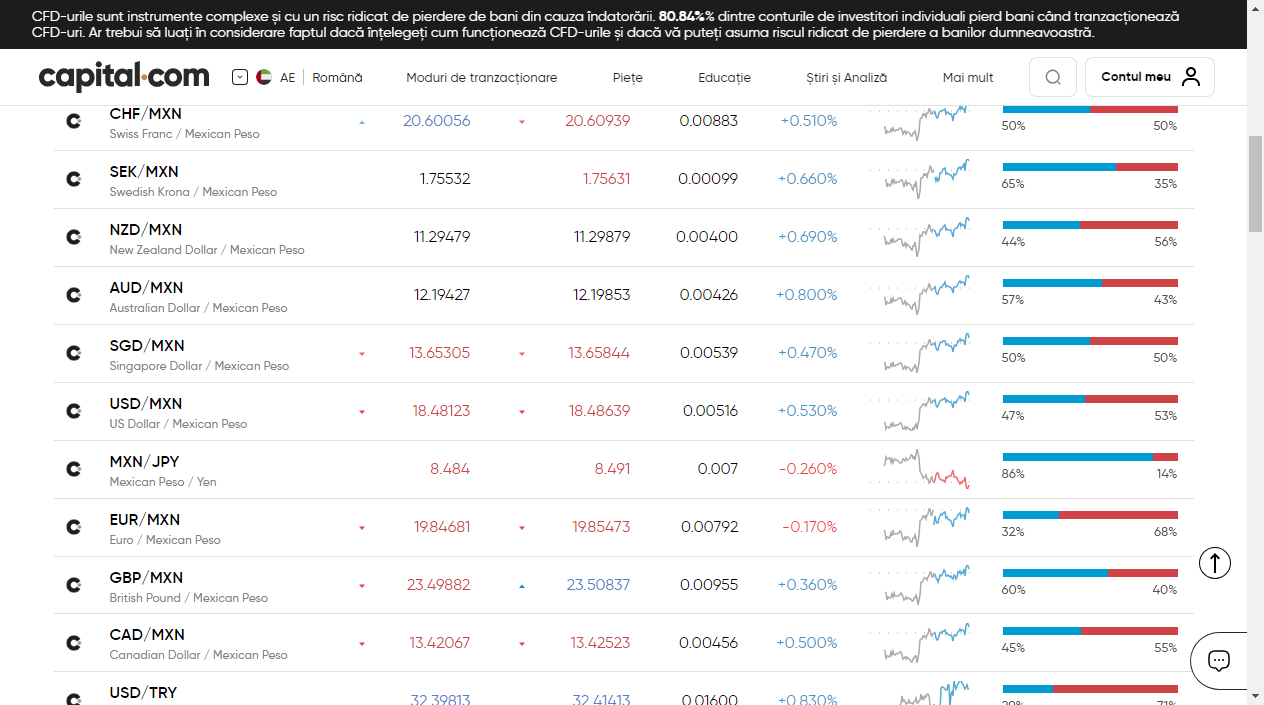 CFD-urile sunt instrumente complexe și cu un risc ridicat de pierdere de bani din cauza îndatorării. 80.84%% dintre conturile de investitori individuali pierd bani când tranzacționează
CFD-uri. Ar trebui să luați în considerare faptul dacă înțelegeți cum funcționează CFD-urile și dacă vă puteți asuma riscul ridicat de pierdere a banilor dumneavoastră.
capital.com AE Română Moduri de tranzacționare Piețe Educație Știri și Analiză Mai mult Contul meu
CHF/MXN 20.60056 20.60939 0.00883 +0.510%
Swiss Franc / Mexican Peso 50% 50%
SEK/MXN 1.75532 1.75631 0.00099 +0.660%
Swedish Krona / Mexican Peso 65% 35%
NZD/MXN 11.29479 11.29879 0.00400 +0.690%
New Zealand Dollar / Mexican Peso 44% 56%
AUD/MXN 12.19427 12.19853 0.00426 +0.800%
Australian Dollar / Mexican Peso 57% 43%
SGD/MXN 13.65305 13.65844 0.00539 +0.470%
Singapore Dollar / Mexican Peso 50% 50%
USD/MXN 18.48123 18.48639 0.00516 +0.530%
US Dollar / Mexican Peso 47% 53%
MXN/JPY 8.484 8.491 0.007 -0.260%
Mexican Peso / Yen 86% 14%
EUR/MXN 19.84681 19.85473 0.00792 -0.170%
Euro / Mexican Peso 32% 68%
GBP/MXN 23.49882 23.50837 0.00955 +0.360%
British Pound / Mexican Peso 60% 40%
CAD/MXN 13.42067 13.42523 0.00456 +0.500%
Canadian Dollar / Mexican Peso 45% 55%
USD/TRY 32.39813 32.41413 0.01600 +0.830%
71%